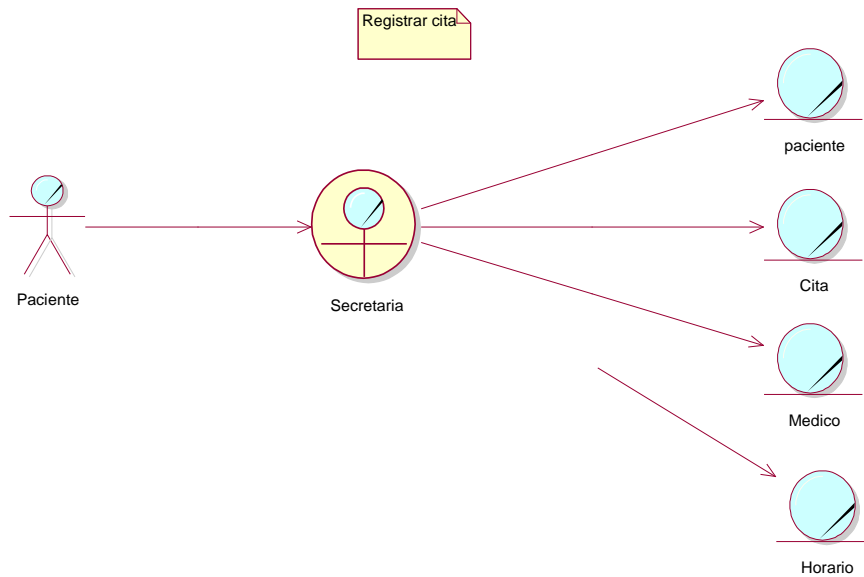 Registrar cita
paciente
Paciente
Secretaria
Cita
Medico
Horario